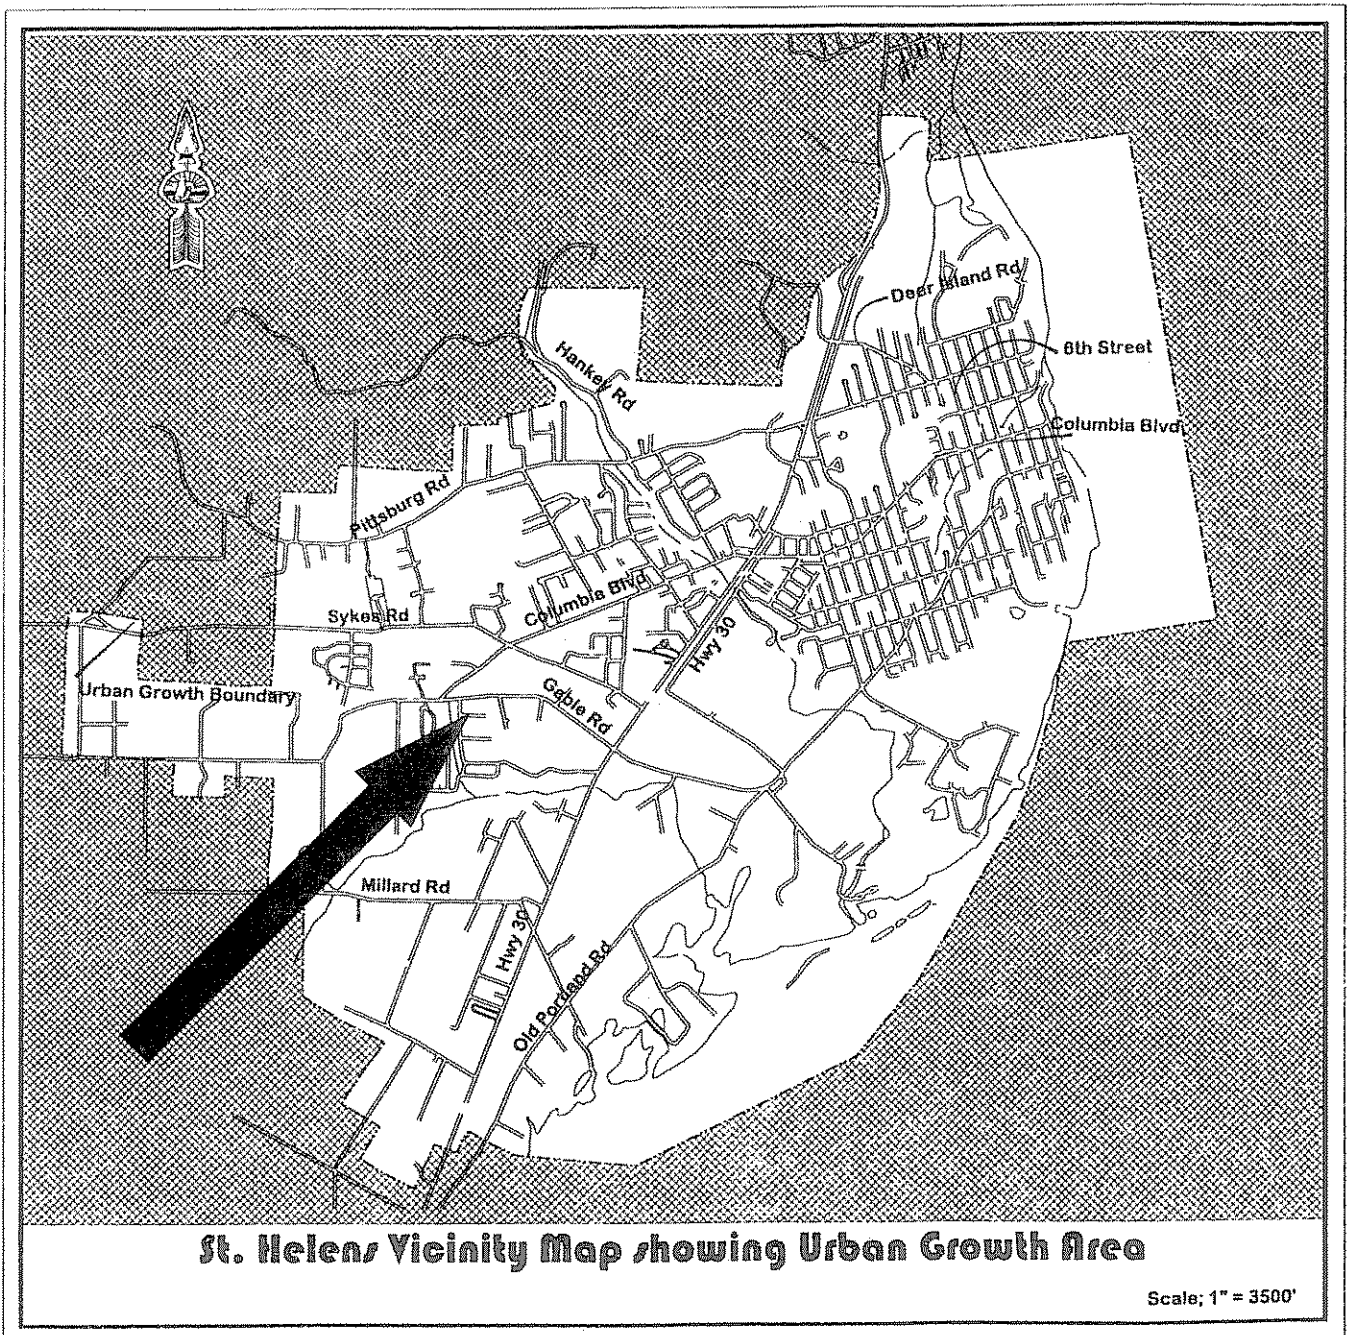 Deer Island Rd
6th Street
Hankey Rd
Columbia Blvd
Pittsburg Rd
Columbia Blvd
Sykes Rd
Hwy 30
Urban Growth Boundary
Gable Rd
Millard Rd
Hwy 30
Old Portland Rd
St. Helens Vicinity Map showing Urban Growth Area
Scale; 1" = 3500'